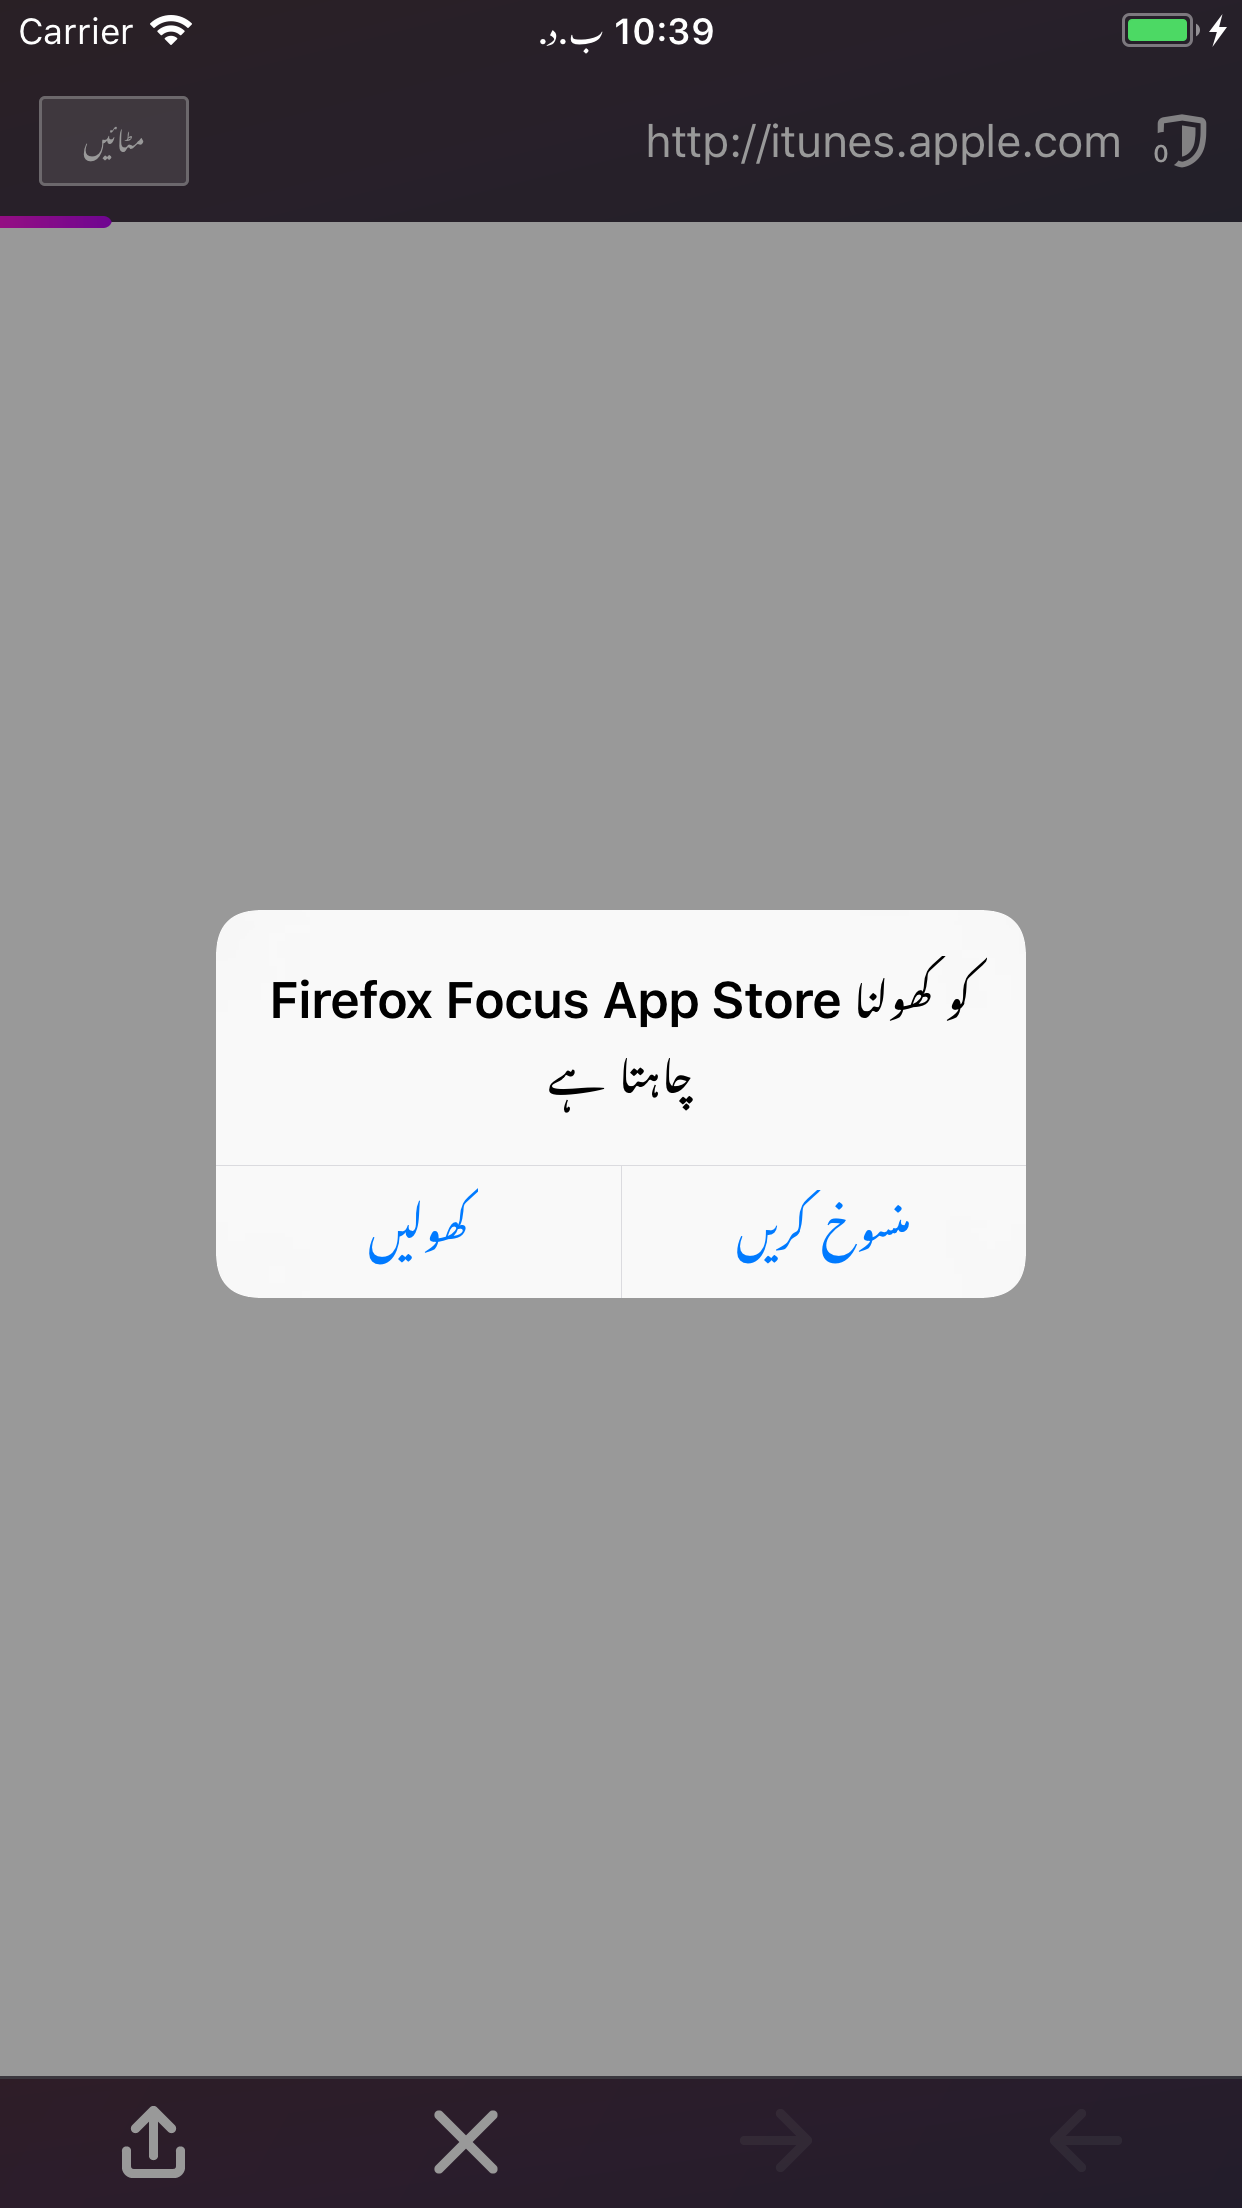 Carrier
10:39 ب.د.
مٹائیں
http://itunes.apple.com
0
Firefox Focus App Store کو کھولنا
چاہتا ہے
منسوخ کریں
کھولیں